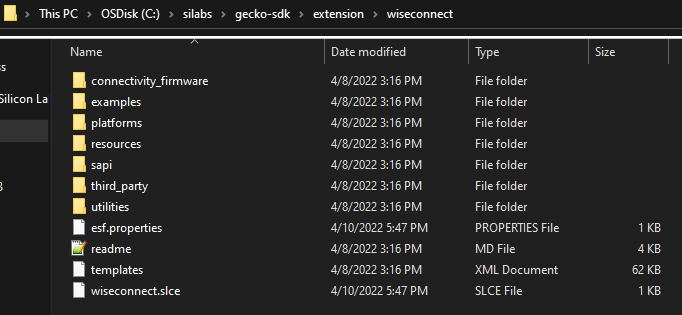 This PC > OSDisk (C:) > silabs > gecko-sdk > extension > wiseconnect
Name Date modified Type Size
connectivity_firmware 4/8/2022 3:16 PM File folder
examples 4/8/2022 3:16 PM File folder
platforms 4/8/2022 3:16 PM File folder
resources 4/8/2022 3:16 PM File folder
sapi 4/8/2022 3:16 PM File folder
third_party 4/8/2022 3:16 PM File folder
utilities 4/8/2022 3:16 PM File folder
esf.properties 4/10/2022 5:47 PM PROPERTIES File 1 KB
readme 4/8/2022 3:16 PM MD File 4 KB
templates 4/8/2022 3:16 PM XML Document 62 KB
wiseconnect.slce 4/10/2022 5:47 PM SLCE File 1 KB
ss
Silicon La